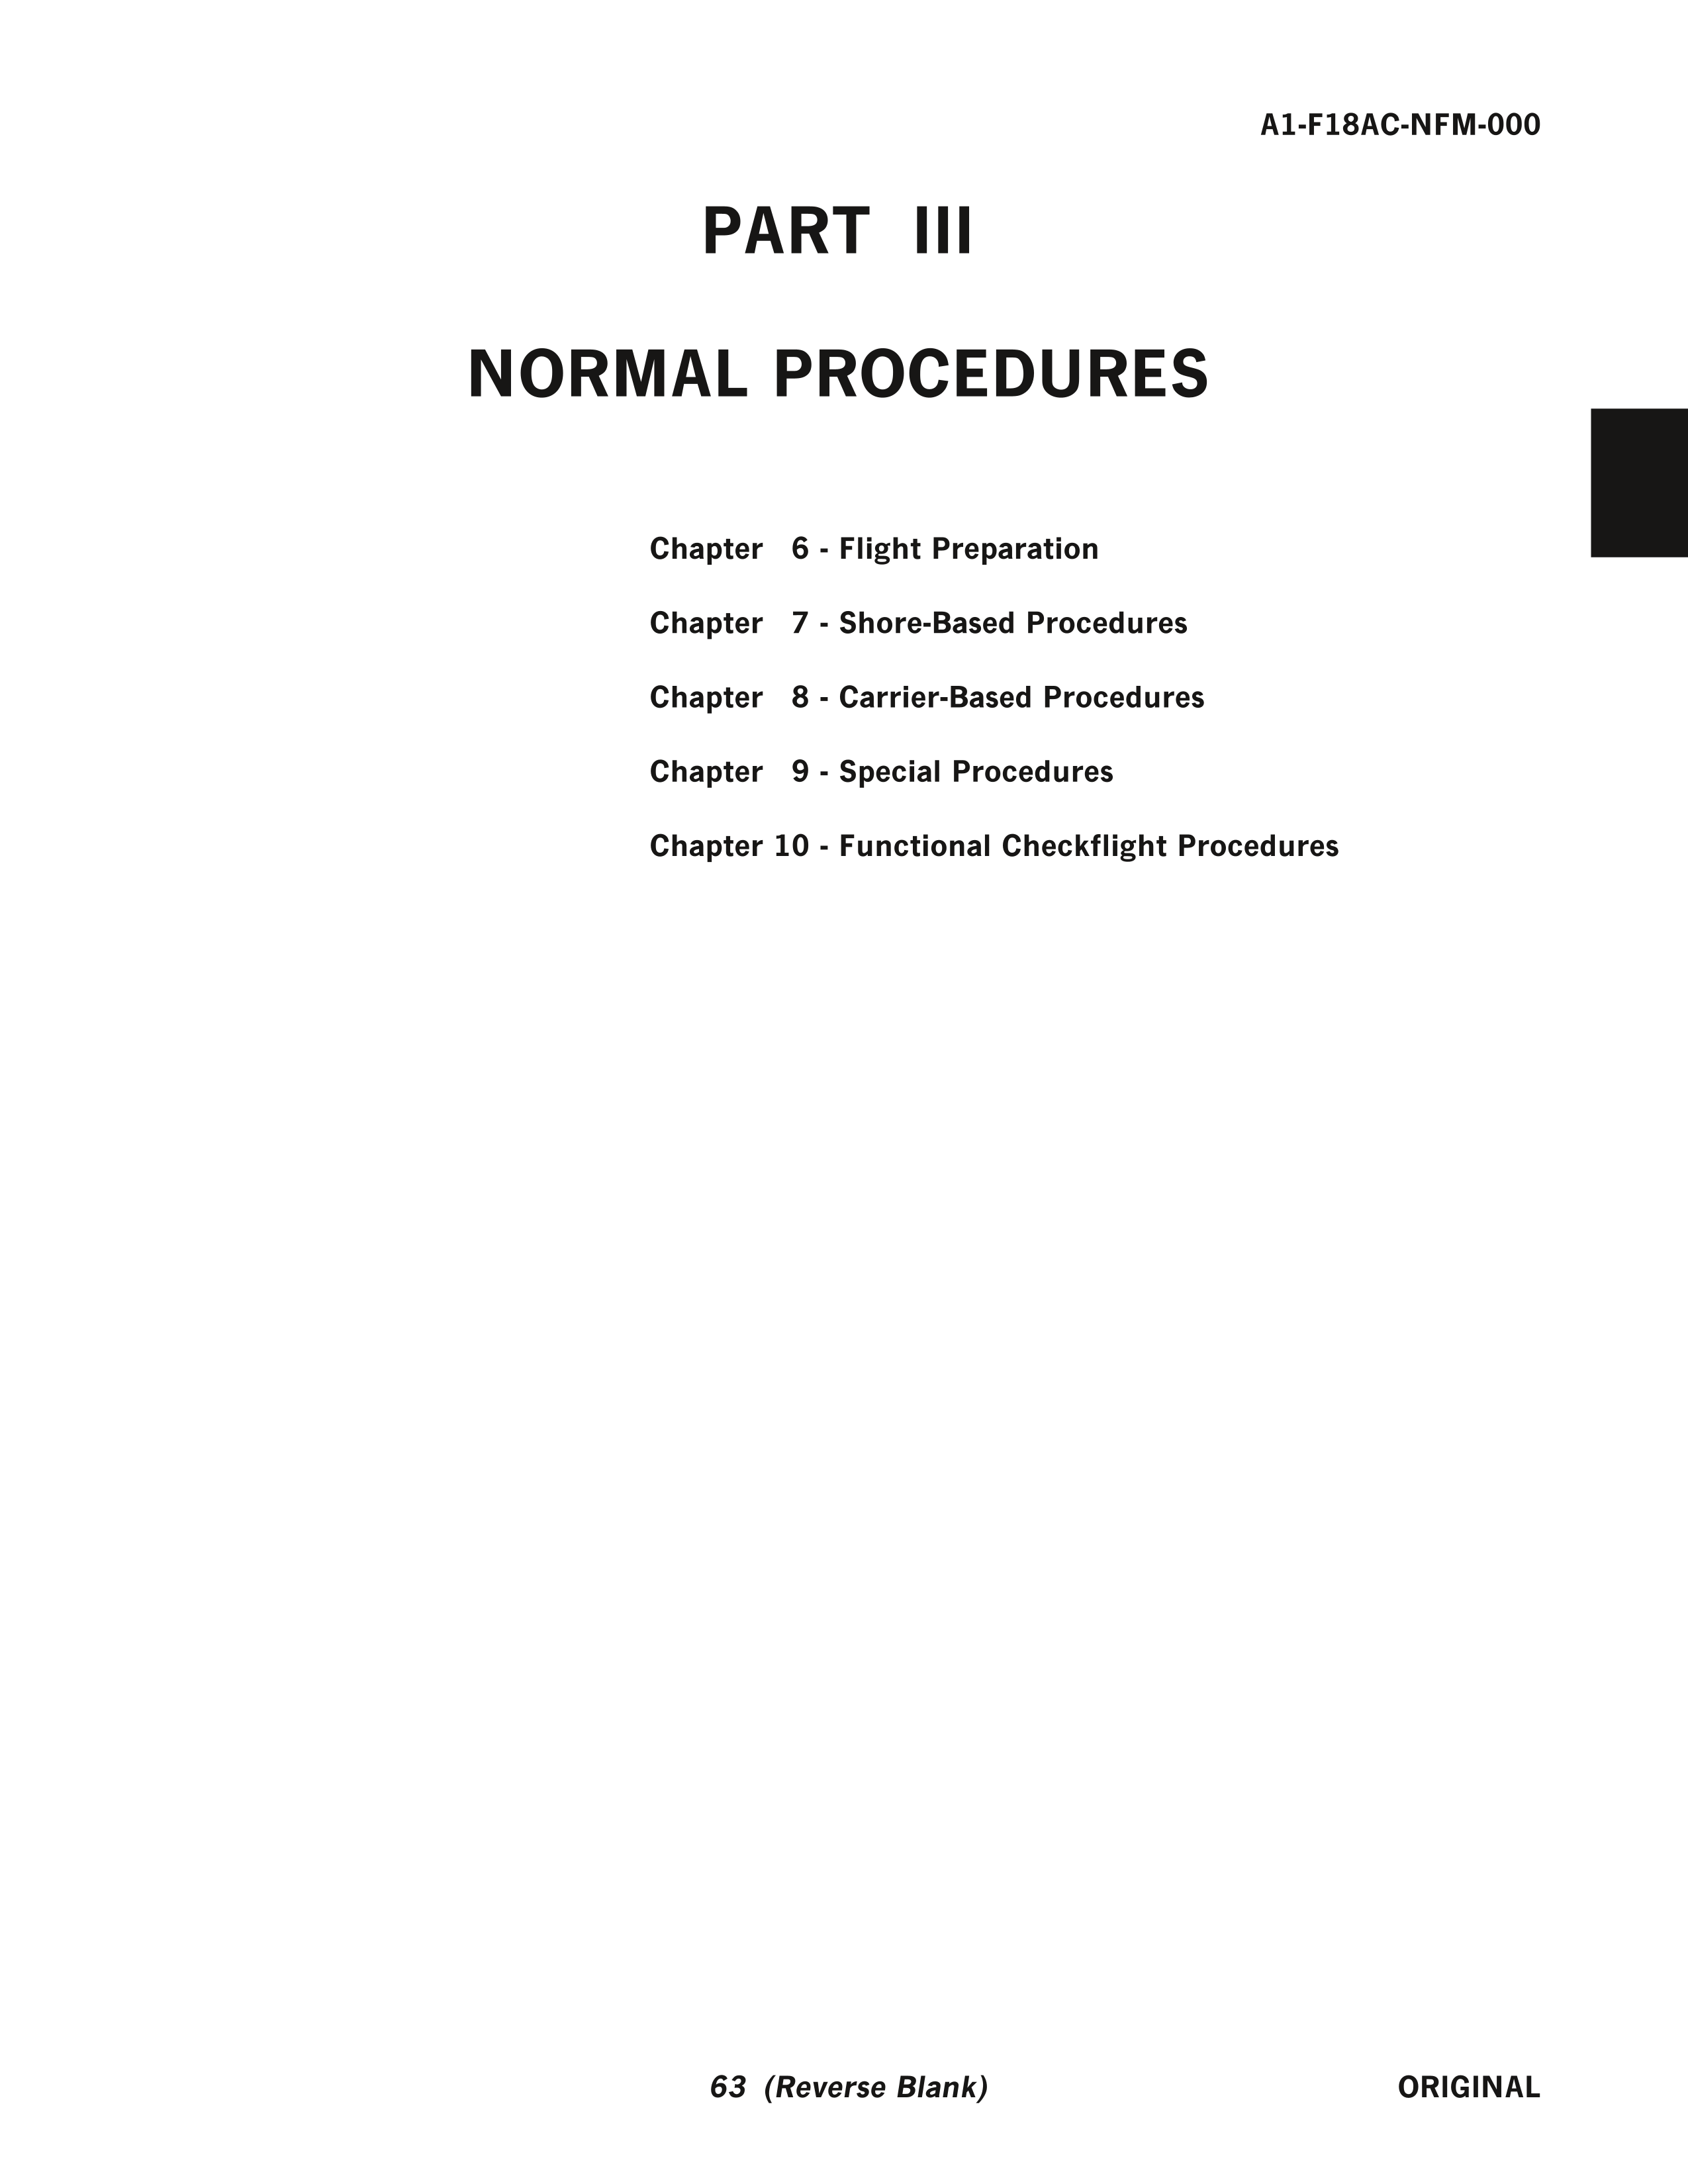 A1-F18AC-NFM-000
PART III
NORMAL PROCEDURES
Chapter 6 - Flight Preparation
Chapter 7 - Shore-Based Procedures
Chapter 8 - Carrier-Based Procedures
Chapter 9 - Special Procedures
Chapter 10 - Functional Checkflight Procedures
63 (Reverse Blank)
ORIGINAL